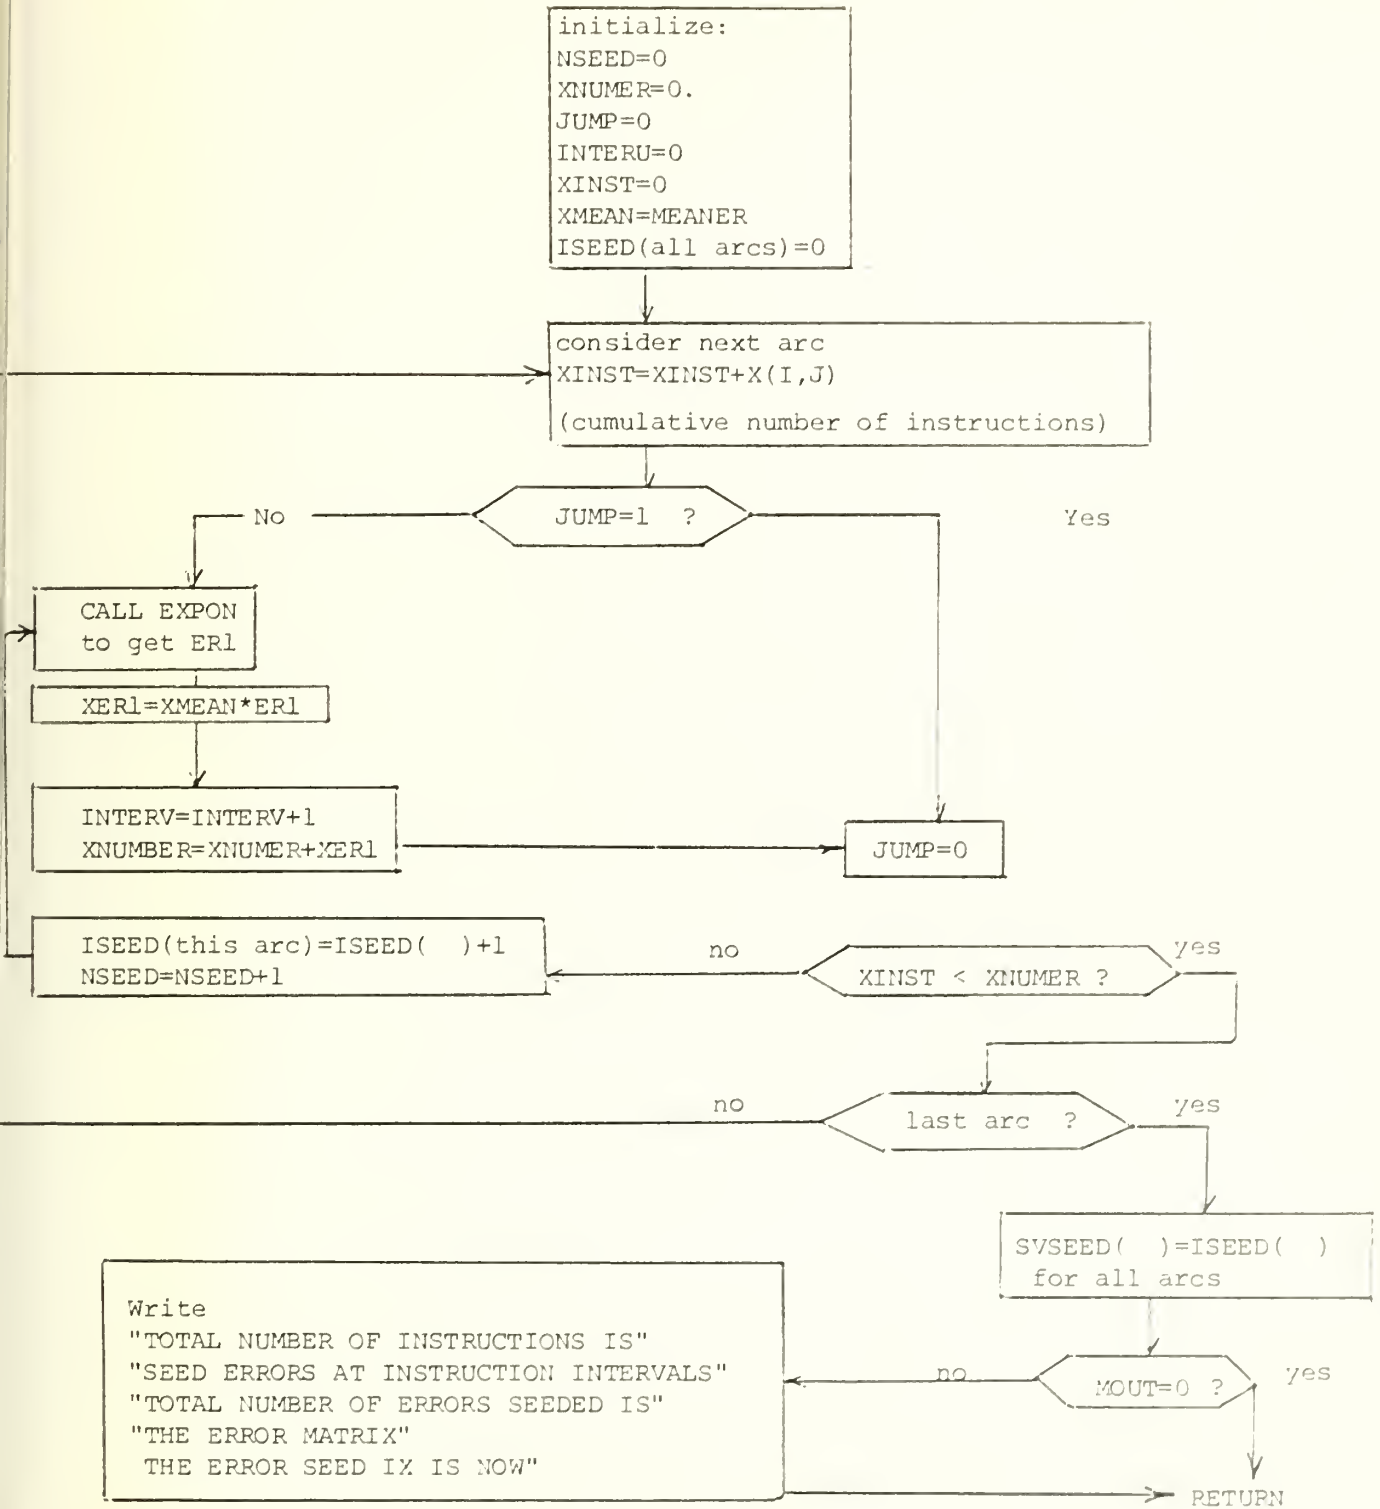 initialize:
NSEED=0
XNUMER=0.
JUMP=0
INTERU=0
XINST=0
XMEAN=MEANER
ISEED(all arcs)=0
consider next arc
XINST=XINST+X(I,J)
(cumulative number of instructions)
No
JUMP=1 ?
Yes
CALL EXPON
to get ER1
XER1=XMEAN*ER1
INTERV=INTERV+1
XNUMBER=XNUMER+XER1
JUMP=0
ISEED(this arc)=ISEED( )+1
NSEED=NSEED+1
no
XINST < XNUMER ?
yes
no
last arc ?
yes
SVSEED( )=ISEED( )
for all arcs
Write
"TOTAL NUMBER OF INSTRUCTIONS IS"
"SEED ERRORS AT INSTRUCTION INTERVALS"
"TOTAL NUMBER OF ERRORS SEEDED IS"
"THE ERROR MATRIX"
THE ERROR SEED IX IS NOW"
no
MOUT=0 ?
yes
RETURN